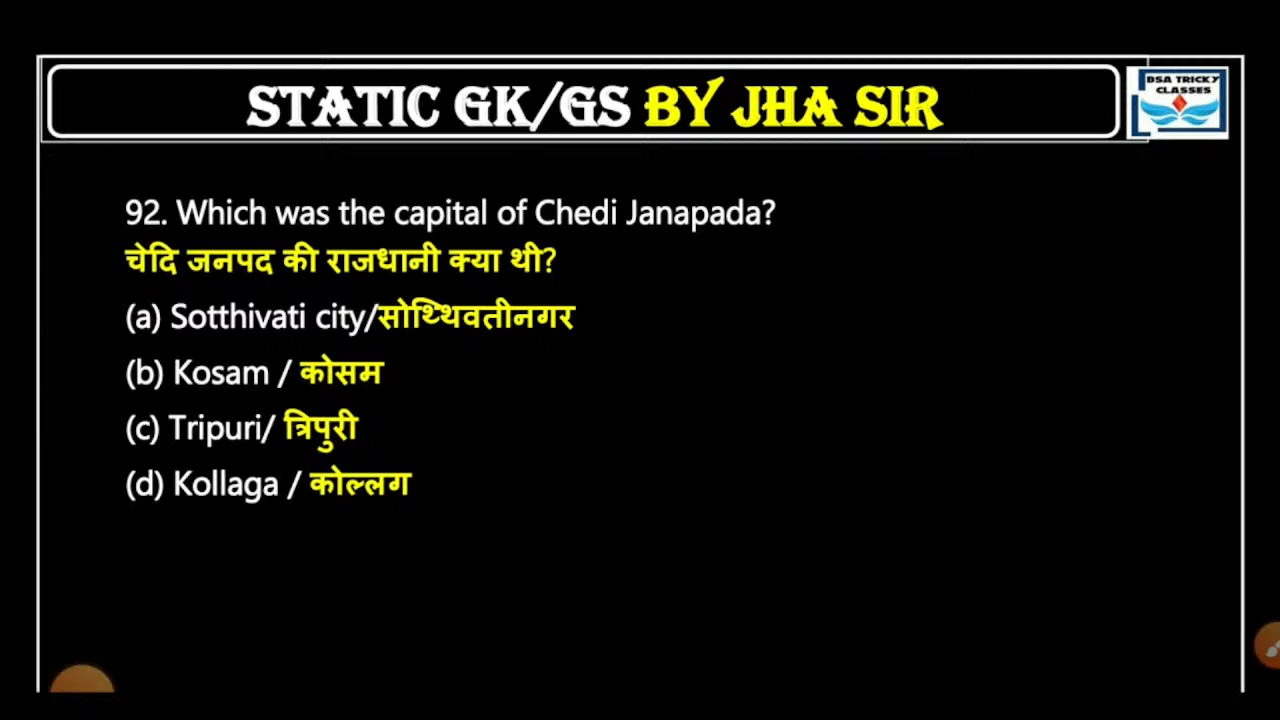 STATIC GK/GS BY JHA SIR
BSA TRICKY
CLASSES
92. Which was the capital of Chedi Janapada?
चेदि जनपद की राजधानी क्या थी?
(a) Sotthivati city/सोथ्थिवतीनगर
(b) Kosam / कोसम
(c) Tripuri/ त्रिपुरी
(d) Kollaga / कोल्लग